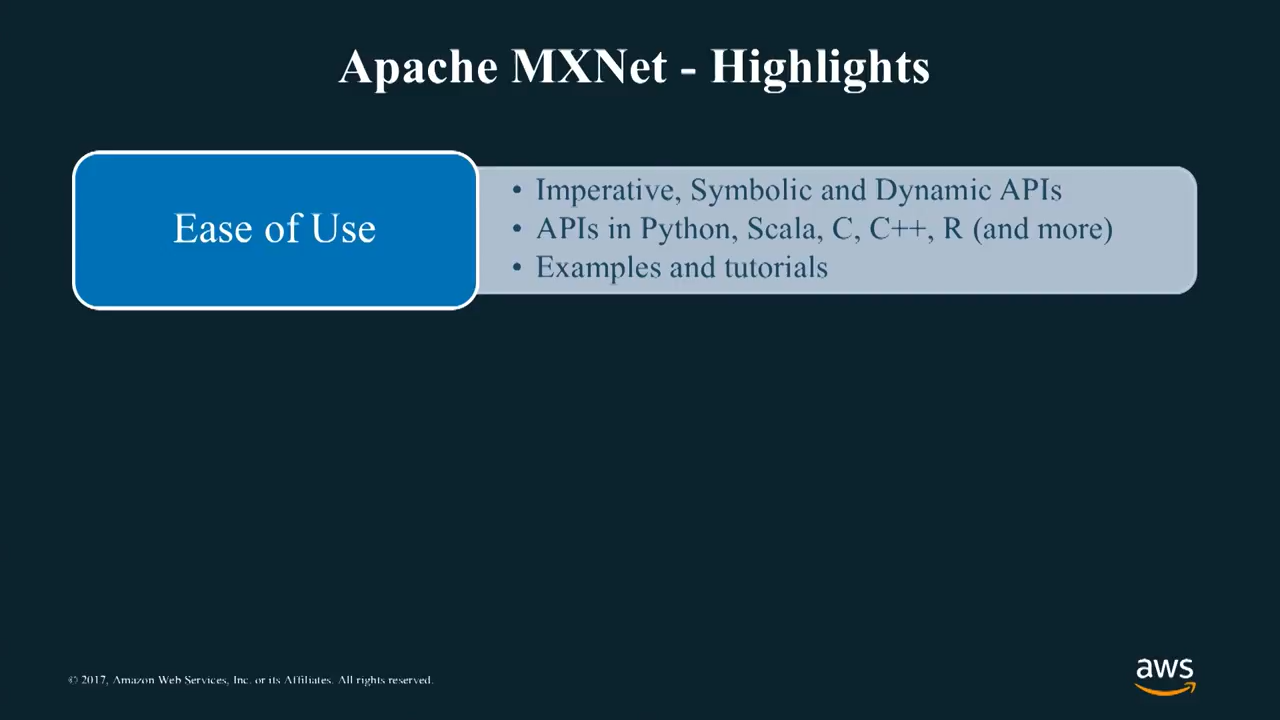 Apache MXNet - Highlights
Ease of Use
• Imperative, Symbolic and Dynamic APIs
• APIs in Python, Scala, C, C++, R (and more)
• Examples and tutorials
© 2017, Amazon Web Services, Inc. or its Affiliates. All rights reserved.
aws